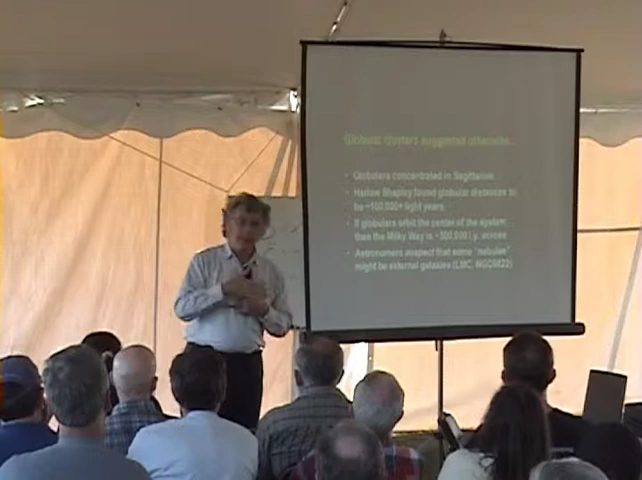 Globular clusters suggested otherwise...
• Globulars concentrated in Sagittarius
• Harlow Shapley found globular distances to
be ~100,000+ light years.
• If globulars orbit the center of the system
then the Milky Way is ~300,000 l.y. across
• Astronomers suspect that some "nebulae"
might be external galaxies (LMC, NGC6822)